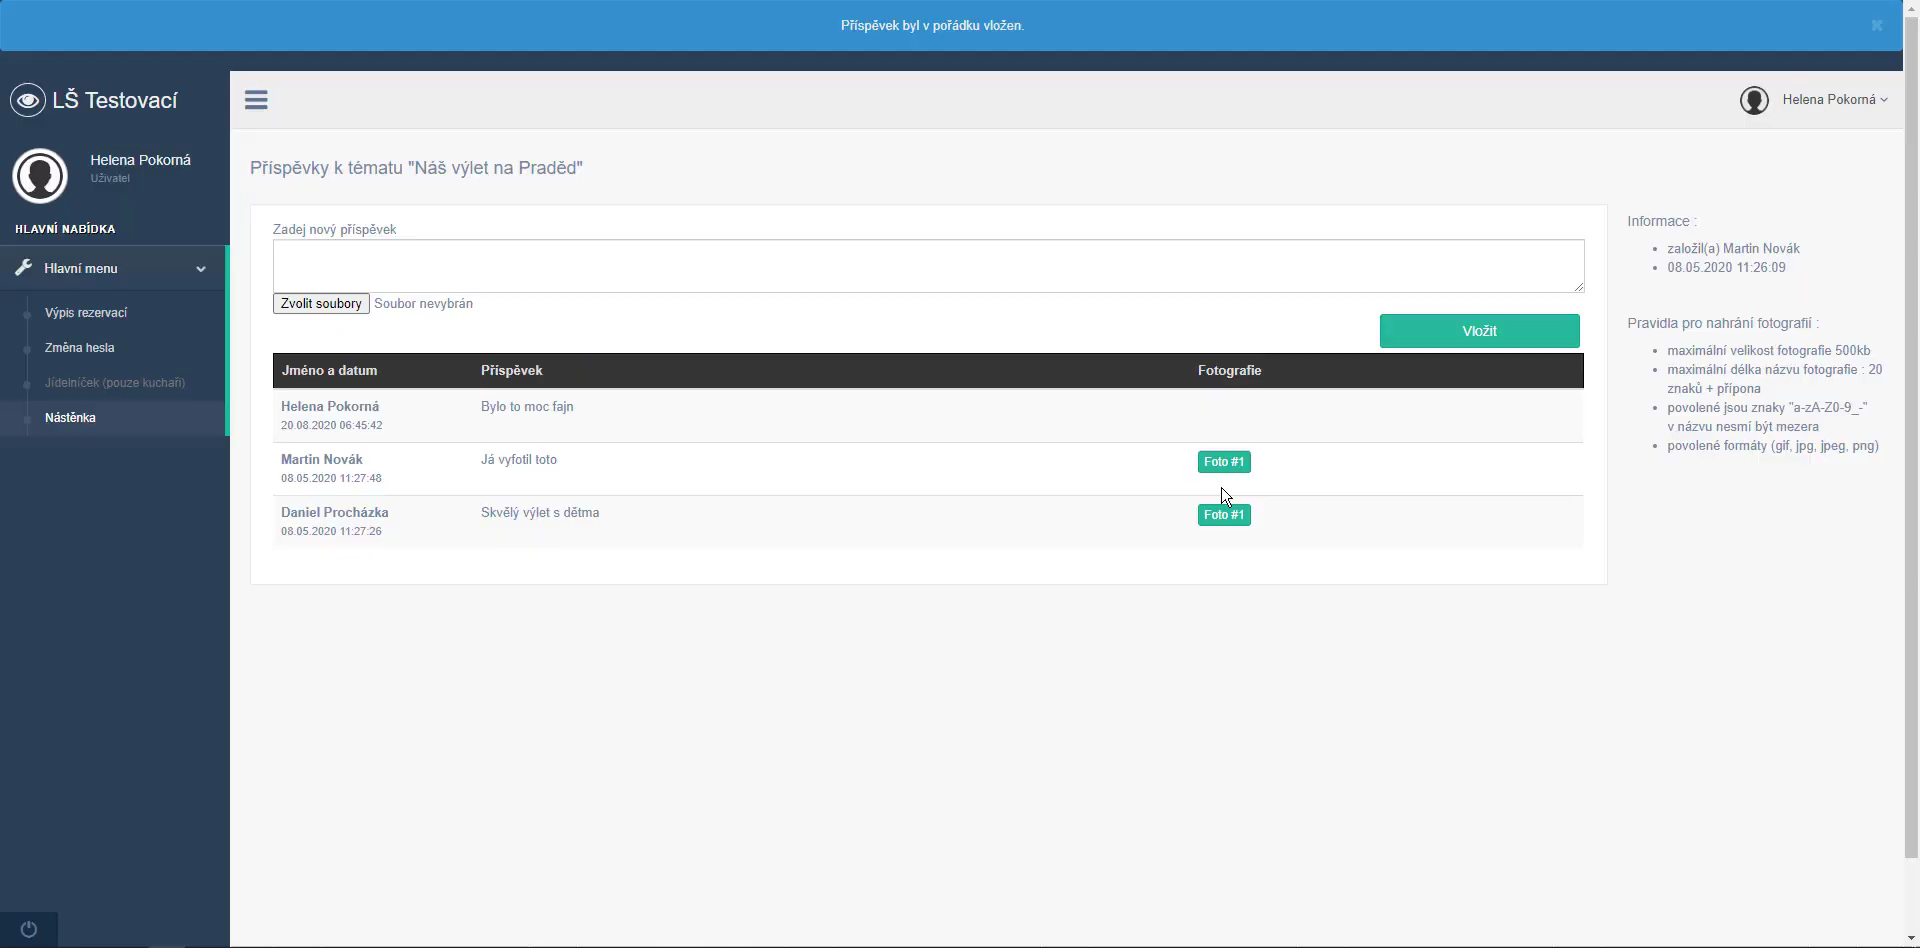 Příspěvek byl v pořádku vložen.
LŠ Testovací
Helena Pokorná
Helena Pokorná
Uživatel
HLAVNÍ NABÍDKA
Hlavní menu
Výpis rezervací
Změna hesla
Jídelníček (pouze kuchaři)
Nástěnka
Příspěvky k tématu "Náš výlet na Praděd"
Zadej nový příspěvek
Zvolit soubory Soubor nevybrán
Vložit
Jméno a datum Příspěvek Fotografie
Helena Pokorná Bylo to moc fajn
20.08.2020 06:45:42
Martin Novák Já vyfotil toto Foto #1
08.05.2020 11:27:48
Daniel Procházka Skvělý výlet s dětma Foto #1
08.05.2020 11:27:26
Informace :
založil(a) Martin Novák
08.05.2020 11:26:09
Pravidla pro nahrání fotografií :
maximální velikost fotografie 500kb
maximální délka názvu fotografie : 20
znaků + přípona
povolené jsou znaky "a-zA-Z0-9_-"
v názvu nesmí být mezera
povolené formáty (gif, jpg, jpeg, png)